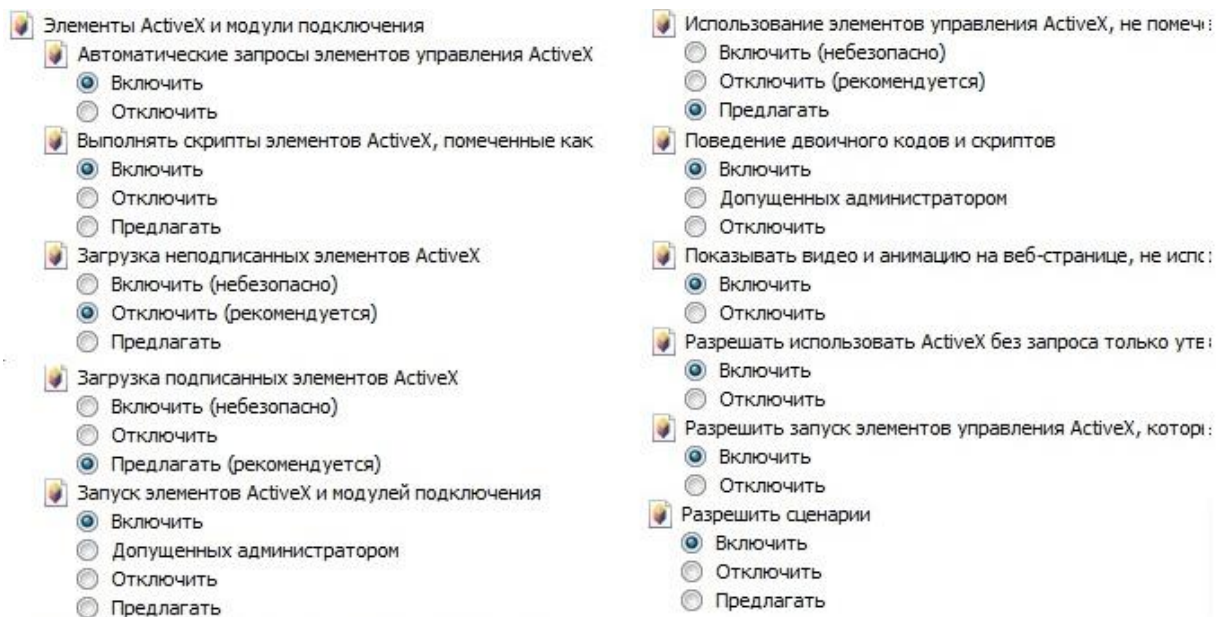 Элементы ActiveX и модули подключения
Автоматические запросы элементов управления ActiveX
Включить
Отключить
Выполнять скрипты элементов ActiveX, помеченные как
Включить
Отключить
Предлагать
Загрузка неподписанных элементов ActiveX
Включить (небезопасно)
Отключить (рекомендуется)
Предлагать
Загрузка подписанных элементов ActiveX
Включить (небезопасно)
Отключить
Предлагать (рекомендуется)
Запуск элементов ActiveX и модулей подключения
Включить
Допущенных администратором
Отключить
Предлагать
Использование элементов управления ActiveX, не
Включить (небезопасно)
Отключить (рекомендуется)
Предлагать
Поведение двоичного кодов и скриптов
Включить
Допущенных администратором
Отключить
Показывать видео и анимацию на веб-странице, не
Включить
Отключить
Разрешать использовать ActiveX без запроса только
Включить
Отключить
Разрешить запуск элементов управления ActiveX,
Включить
Отключить
Разрешить сценарии
Включить
Отключить
Предлагать